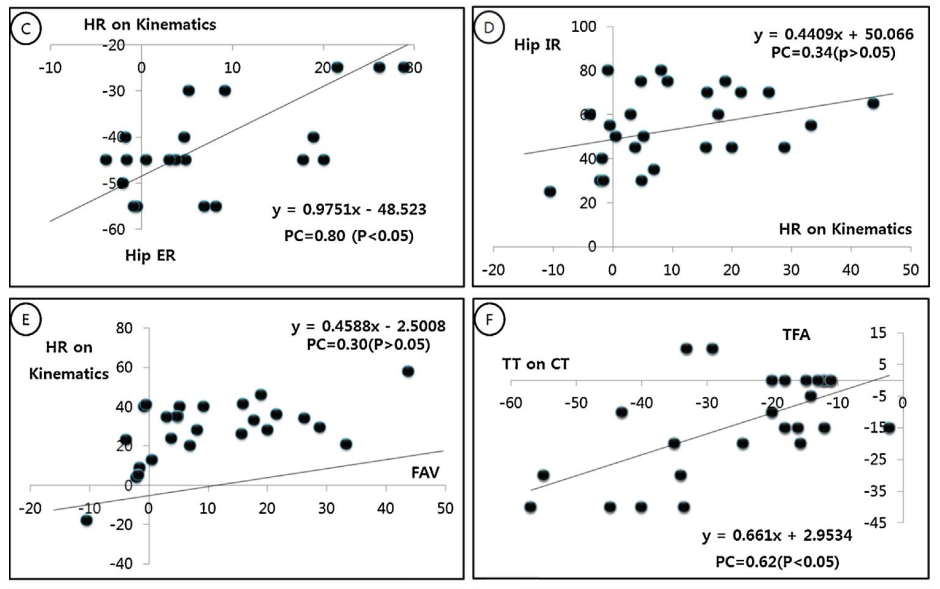 C
HR on Kinematics
-20
-10 0 10 20 30
-30
-40
-50
y = 0.9751x - 48.523
-60
PC=0.80 (P<0.05)
Hip ER
D
100
Hip IR
y = 0.4409x + 50.066
PC=0.34(p>0.05)
80
60
40
20
HR on Kinematics
0
-20 -10 0 10 20 30 40 50
E
80
y = 0.4588x - 2.5008
HR on
PC=0.30(P>0.05)
Kinematics
60
40
20
FAV
0
-20 -10 0 10 20 30 40 50
-20
-40
F
TFA
15
TT on CT
5
-60 -50 -40 -30 -20 -10 0
-5
-15
-25
-35
-45
y = 0.661x + 2.9534
PC=0.62(P<0.05)